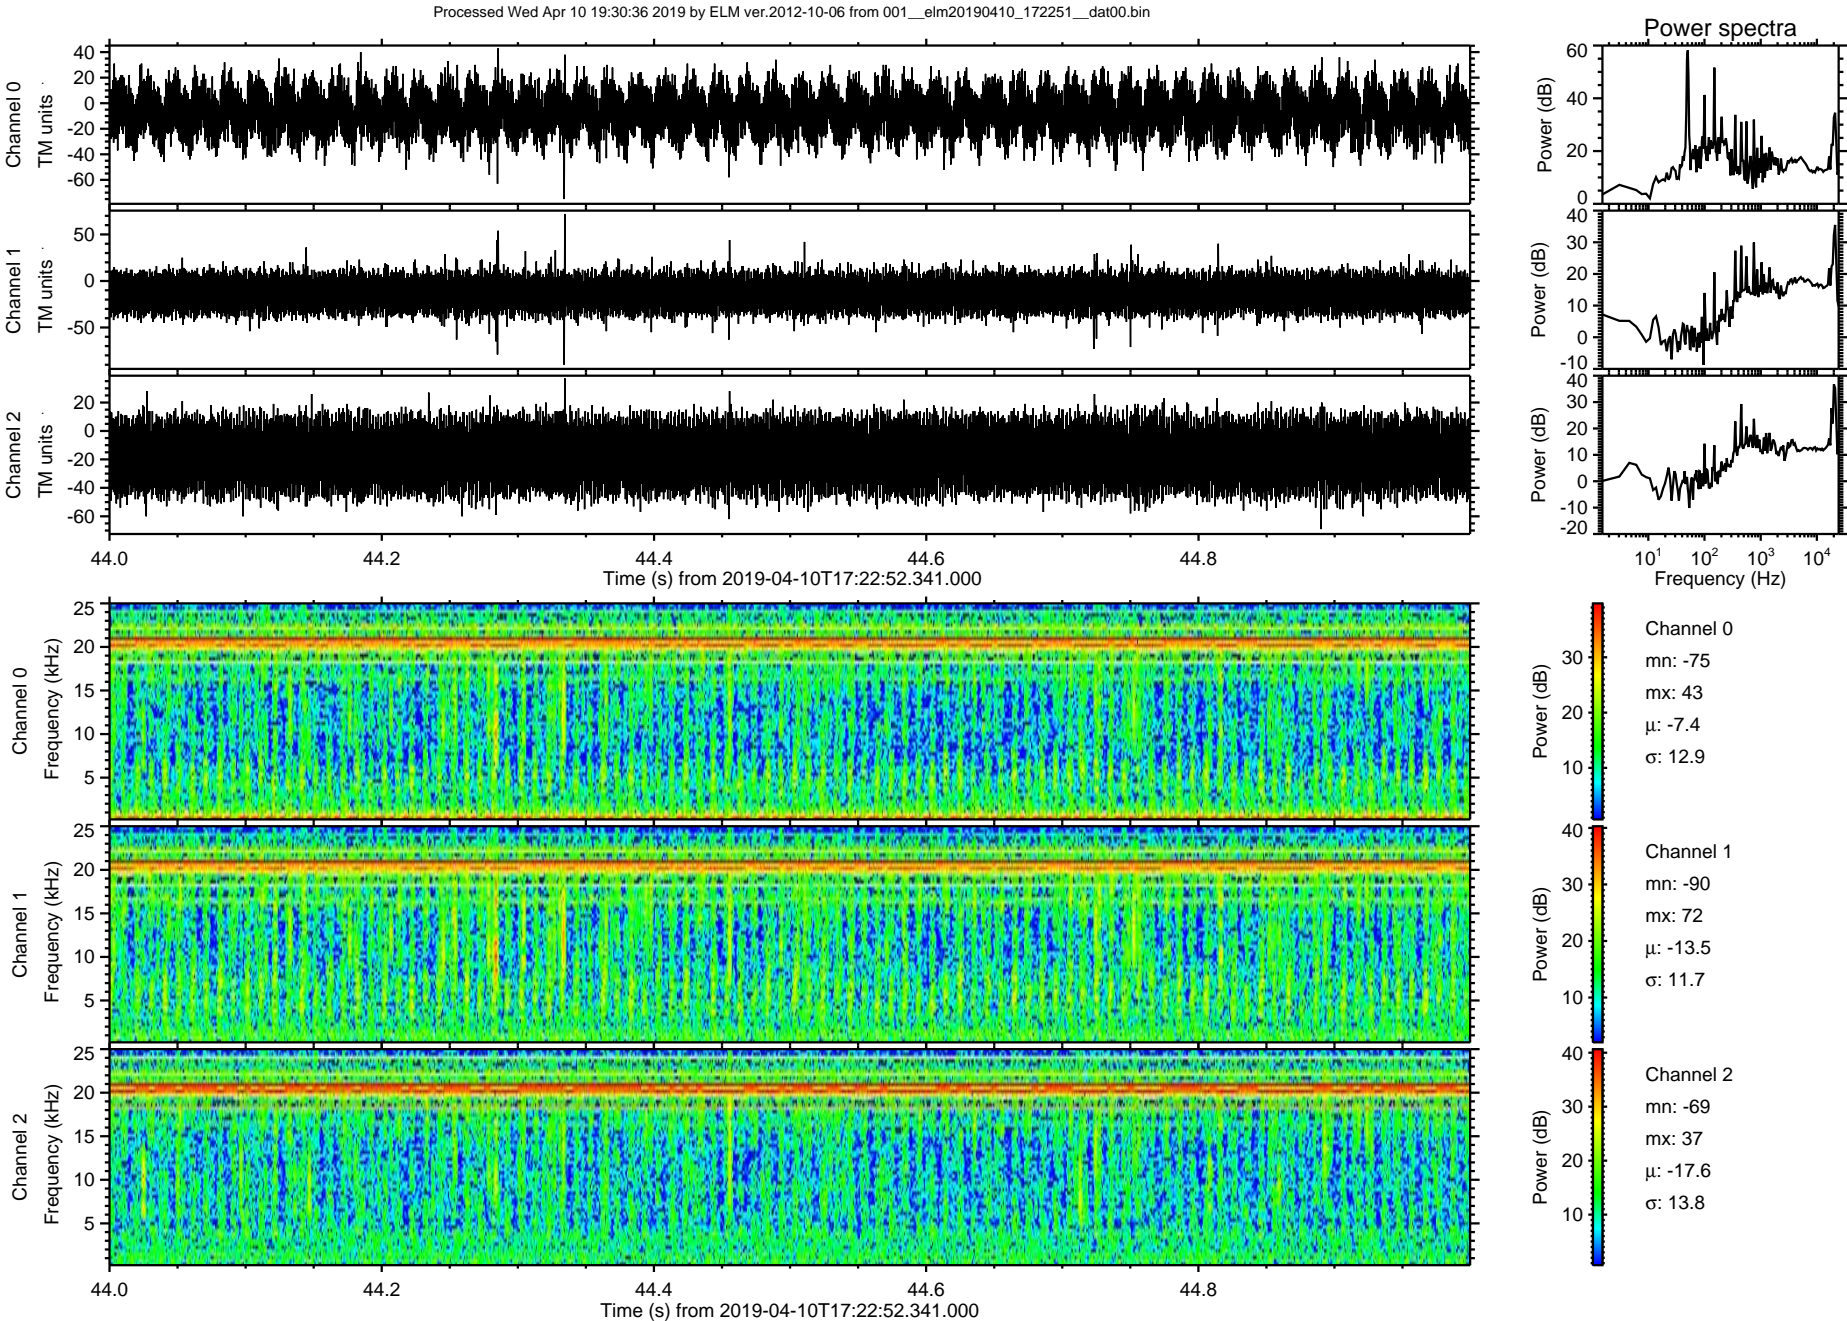 Processed Wed Apr 10 19:30:36 2019 by ELM ver.2012-10-06 from 001__elm20190410_172251__dat00.bin
Power spectra
Channel 0
TM units
40
20
0
-20
-40
-60
Power (dB)
60
40
20
0
Channel 1
TM units
50
0
-50
Power (dB)
40
30
20
10
0
-10
Channel 2
TM units
20
0
-20
-40
-60
Power (dB)
40
30
20
10
0
-10
-20
44.0 44.2 44.4 44.6 44.8
Time (s) from 2019-04-10T17:22:52.341.000
10^1 10^2 10^3 10^4
Frequency (Hz)
Channel 0
Frequency (kHz)
25
20
15
10
5
Power (dB)
30
20
10
Channel 0
mn: -75
mx: 43
μ: -7.4
σ: 12.9
Channel 1
Frequency (kHz)
25
20
15
10
5
Power (dB)
40
30
20
10
Channel 1
mn: -90
mx: 72
μ: -13.5
σ: 11.7
Channel 2
Frequency (kHz)
25
20
15
10
5
Power (dB)
40
30
20
10
Channel 2
mn: -69
mx: 37
μ: -17.6
σ: 13.8
44.0 44.2 44.4 44.6 44.8
Time (s) from 2019-04-10T17:22:52.341.000